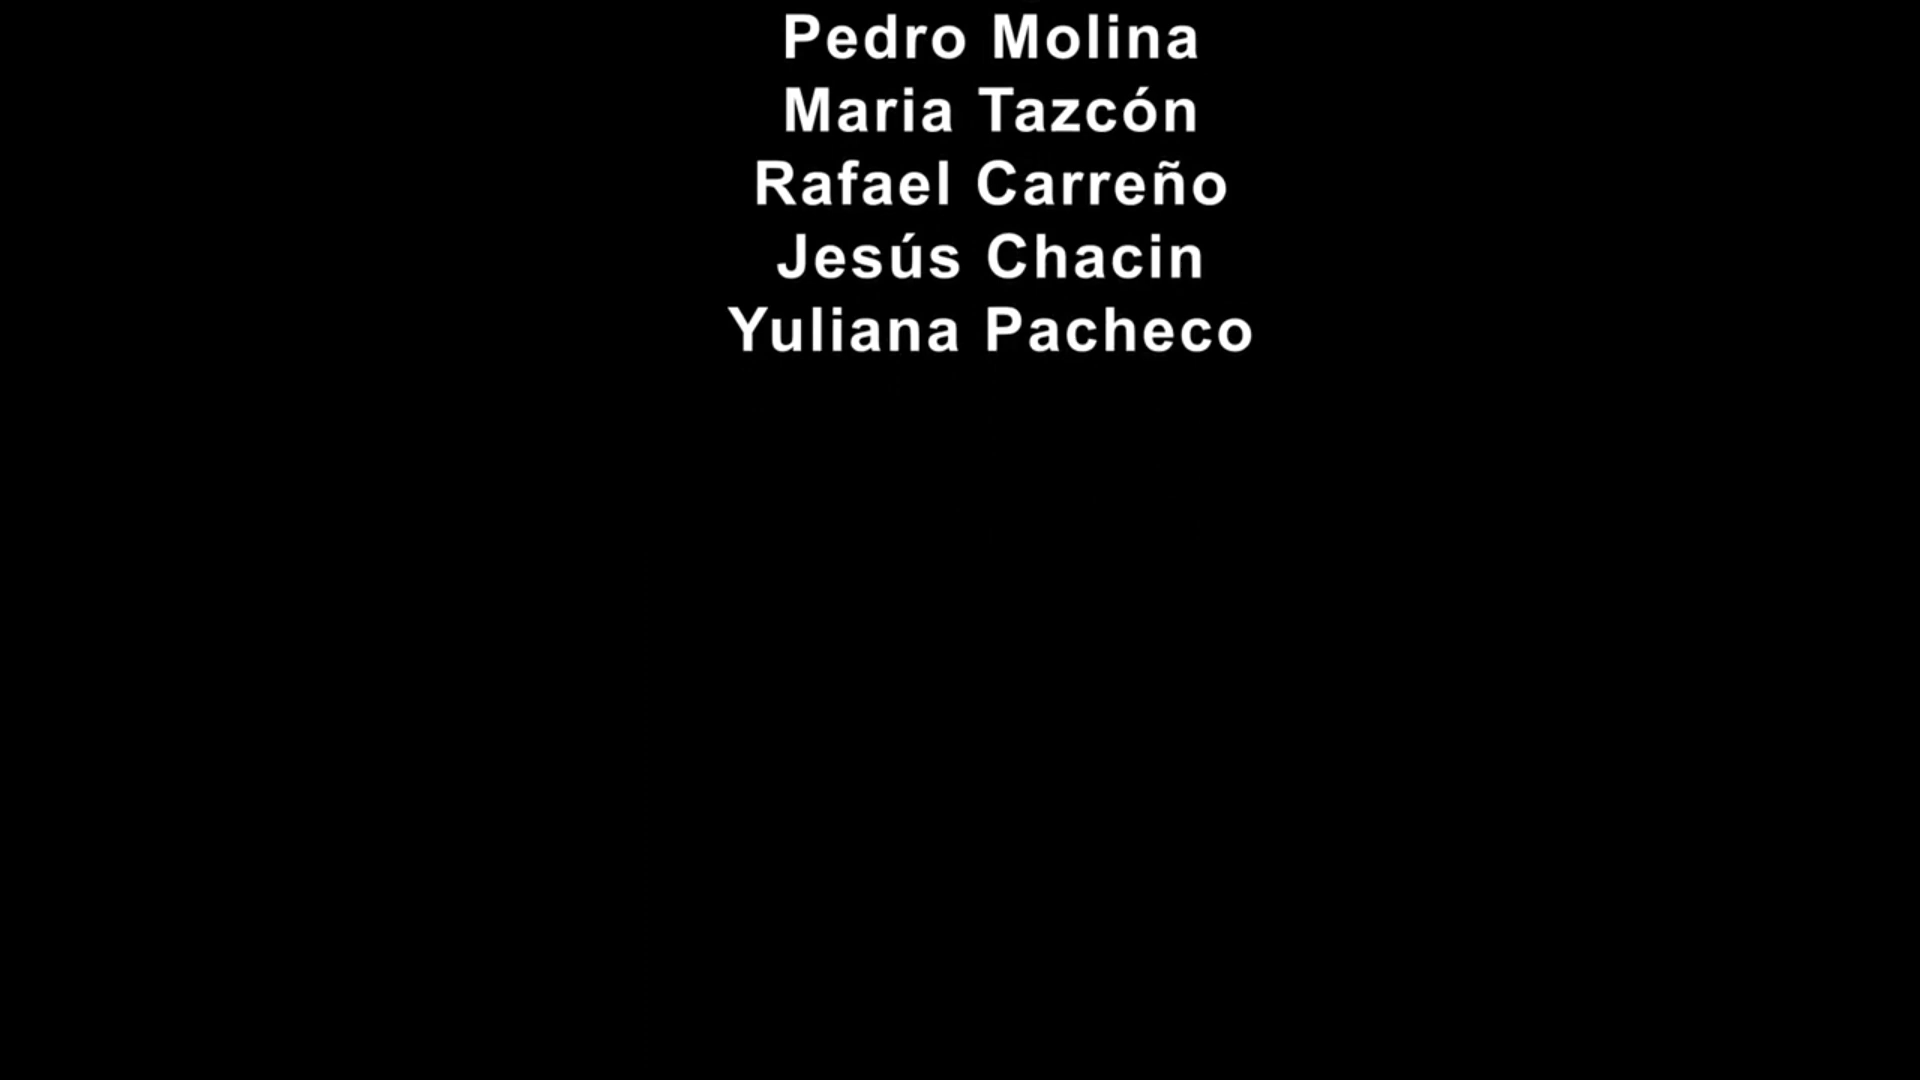 Pedro Molina
Maria Tazcón
Rafael Carreño
Jesús Chacin
Yuliana Pacheco